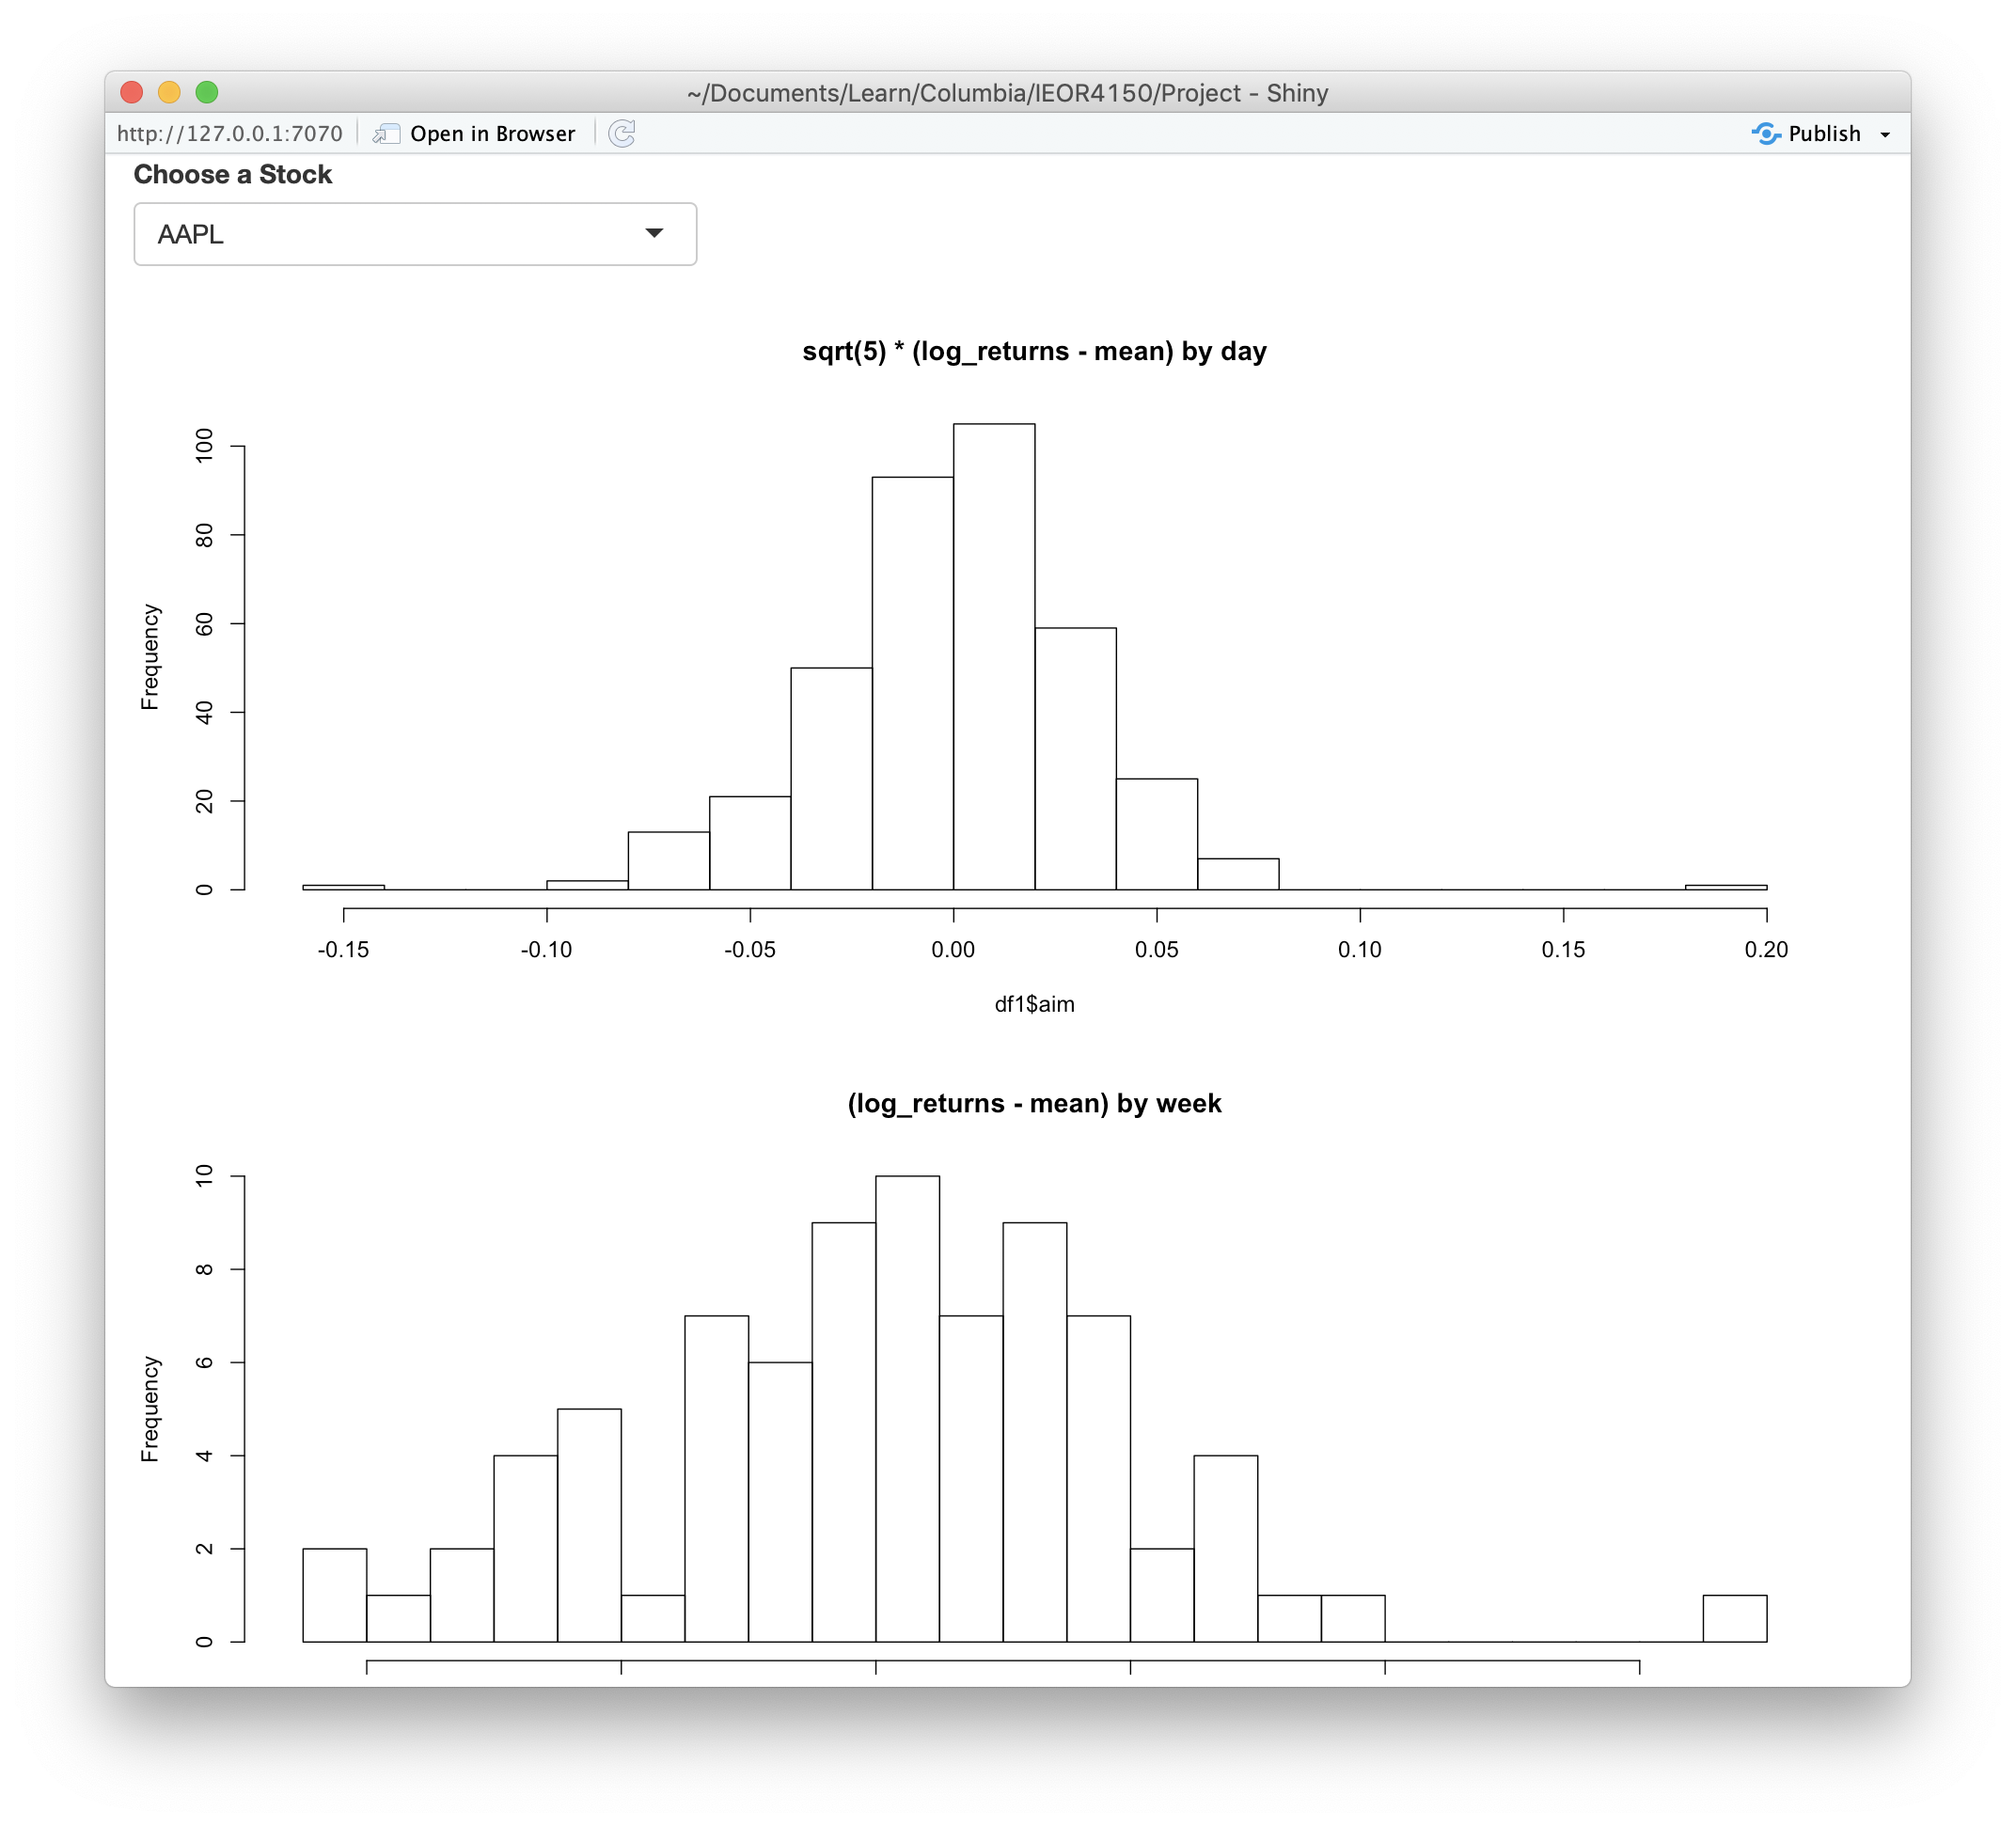 ~/Documents/Learn/Columbia/IEOR4150/Project - Shiny
http://127.0.0.1:7070 Open in Browser Publish
Choose a Stock
AAPL
sqrt(5) * (log_returns - mean) by day
Frequency
100
80
60
40
20
0
-0.15 -0.10 -0.05 0.00 0.05 0.10 0.15 0.20
df1$aim
(log_returns - mean) by week
Frequency
10
8
6
4
2
0